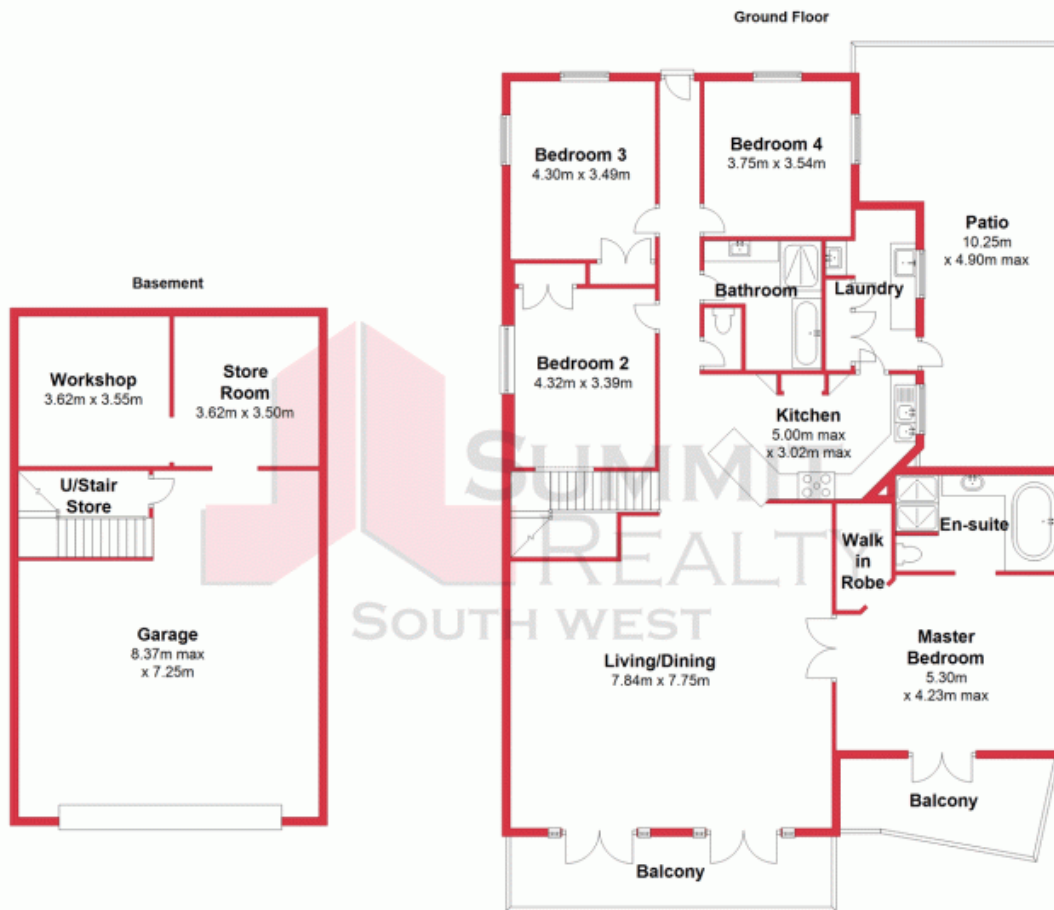 Ground Floor
Bedroom 3
4.30m x 3.49m
Bedroom 4
3.75m x 3.54m
Patio
10.25m
x 4.90m max
Bathroom
Laundry
Basement
Bedroom 2
4.32m x 3.39m
Workshop
3.62m x 3.55m
Store
Room
3.62m x 3.50m
Kitchen
5.00m max
x 3.02m max
U/Stair
Store
En-suite
Walk
in
Robe
Garage
8.37m max
x 7.25m
Living/Dining
7.84m x 7.75m
Master
Bedroom
5.30m
x 4.23m max
Balcony
Balcony
SUMMIT
REALTY
SOUTH WEST